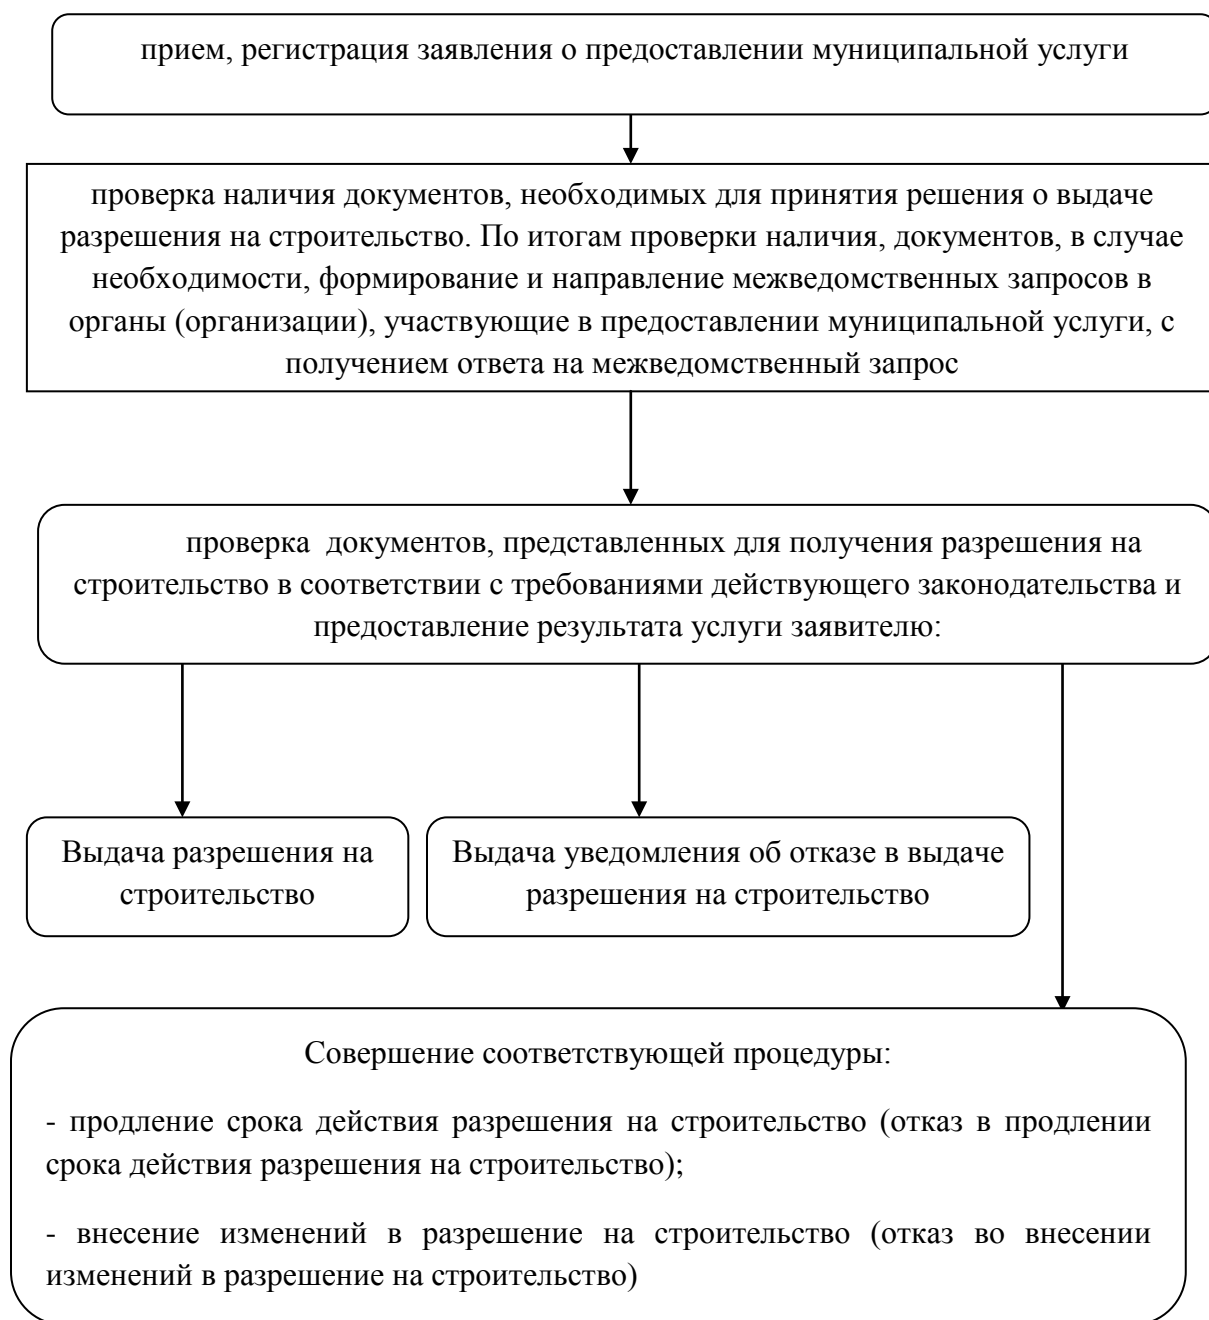 прием, регистрация заявления о предоставлении муниципальной услуги
проверка наличия документов, необходимых для принятия решения о выдаче
разрешения на строительство. По итогам проверки наличия, документов, в случае
необходимости, формирование и направление межведомственных запросов в
органы (организации), участвующие в предоставлении муниципальной услуги, с
получением ответа на межведомственный запрос
проверка документов, представленных для получения разрешения на
строительство в соответствии с требованиями действующего законодательства и
предоставление результата услуги заявителю:
Выдача разрешения на
строительство
Выдача уведомления об отказе в выдаче
разрешения на строительство
Совершение соответствующей процедуры:
- продление срока действия разрешения на строительство (отказ в продлении
срока действия разрешения на строительство);
- внесение изменений в разрешение на строительство (отказ во внесении
изменений в разрешение на строительство)